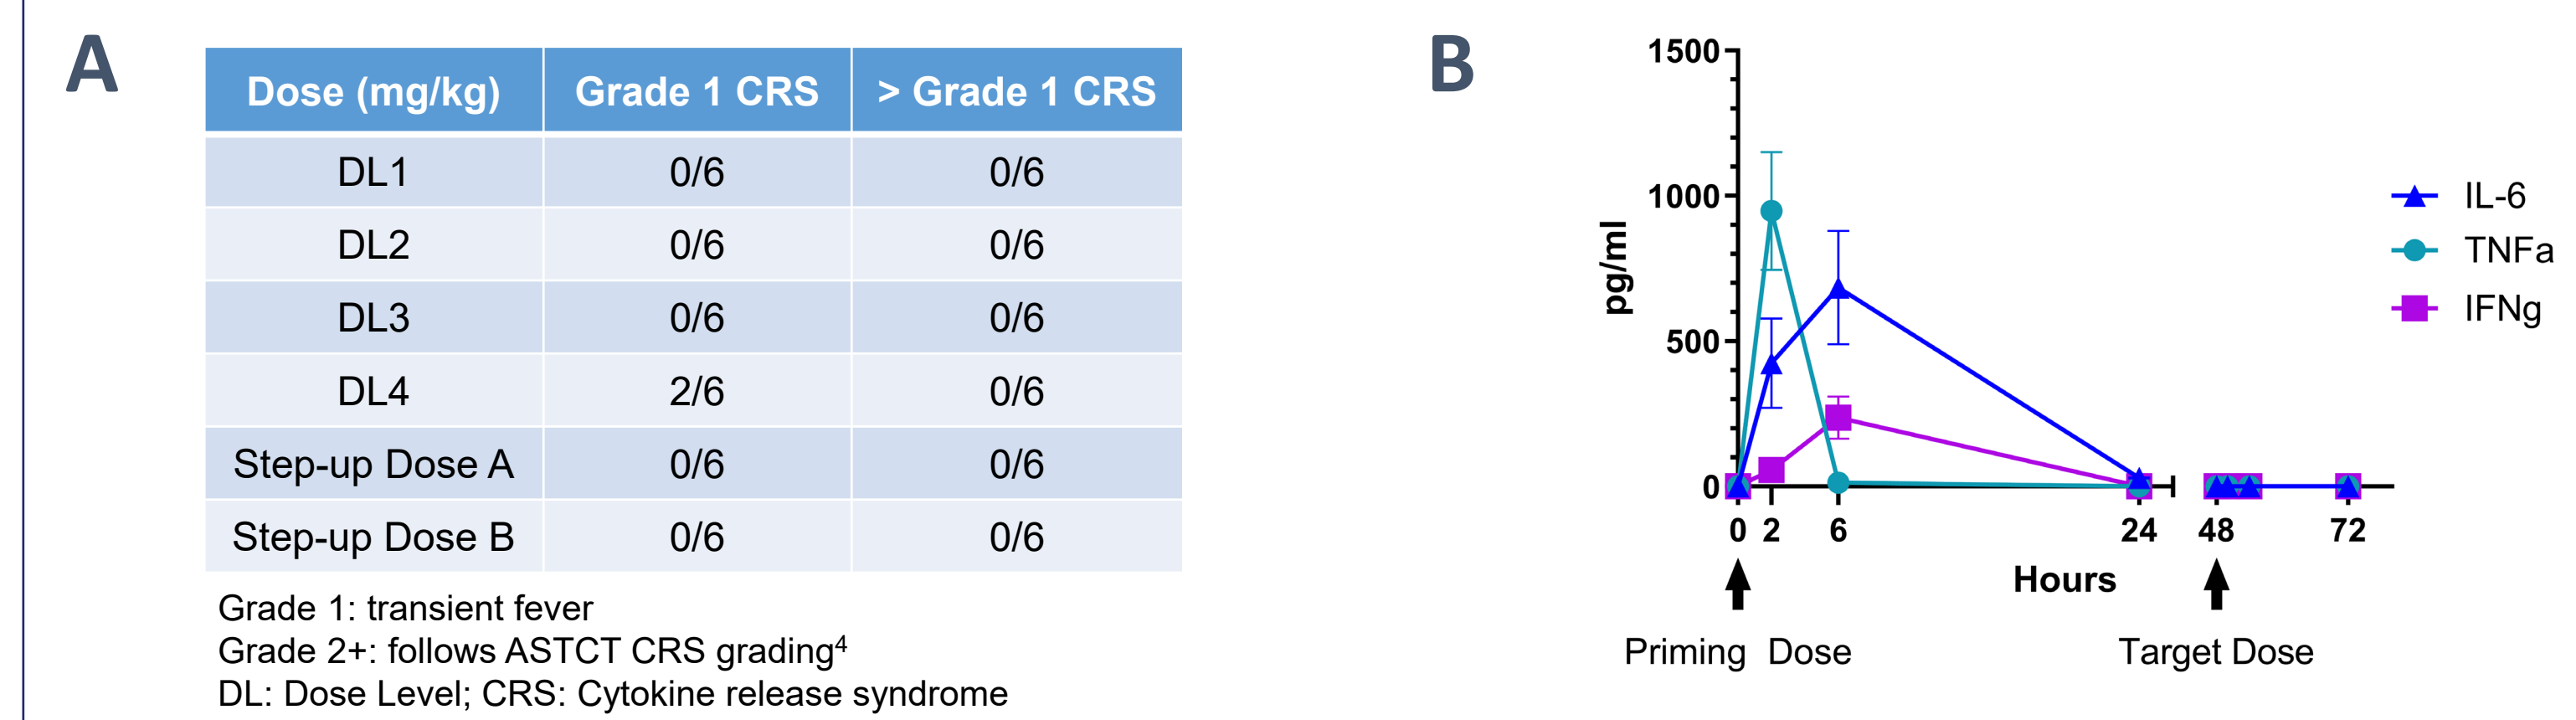 A
Dose (mg/kg) Grade 1 CRS > Grade 1 CRS
DL1 0/6 0/6
DL2 0/6 0/6
DL3 0/6 0/6
DL4 2/6 0/6
Step-up Dose A 0/6 0/6
Step-up Dose B 0/6 0/6
Grade 1: transient fever
Grade 2+: follows ASTCT CRS grading⁴
DL: Dose Level; CRS: Cytokine release syndrome
B
pg/ml
1500
1000
500
0
0 2 6 24 48 72
Hours
Priming Dose Target Dose
IL-6
TNFa
IFNg